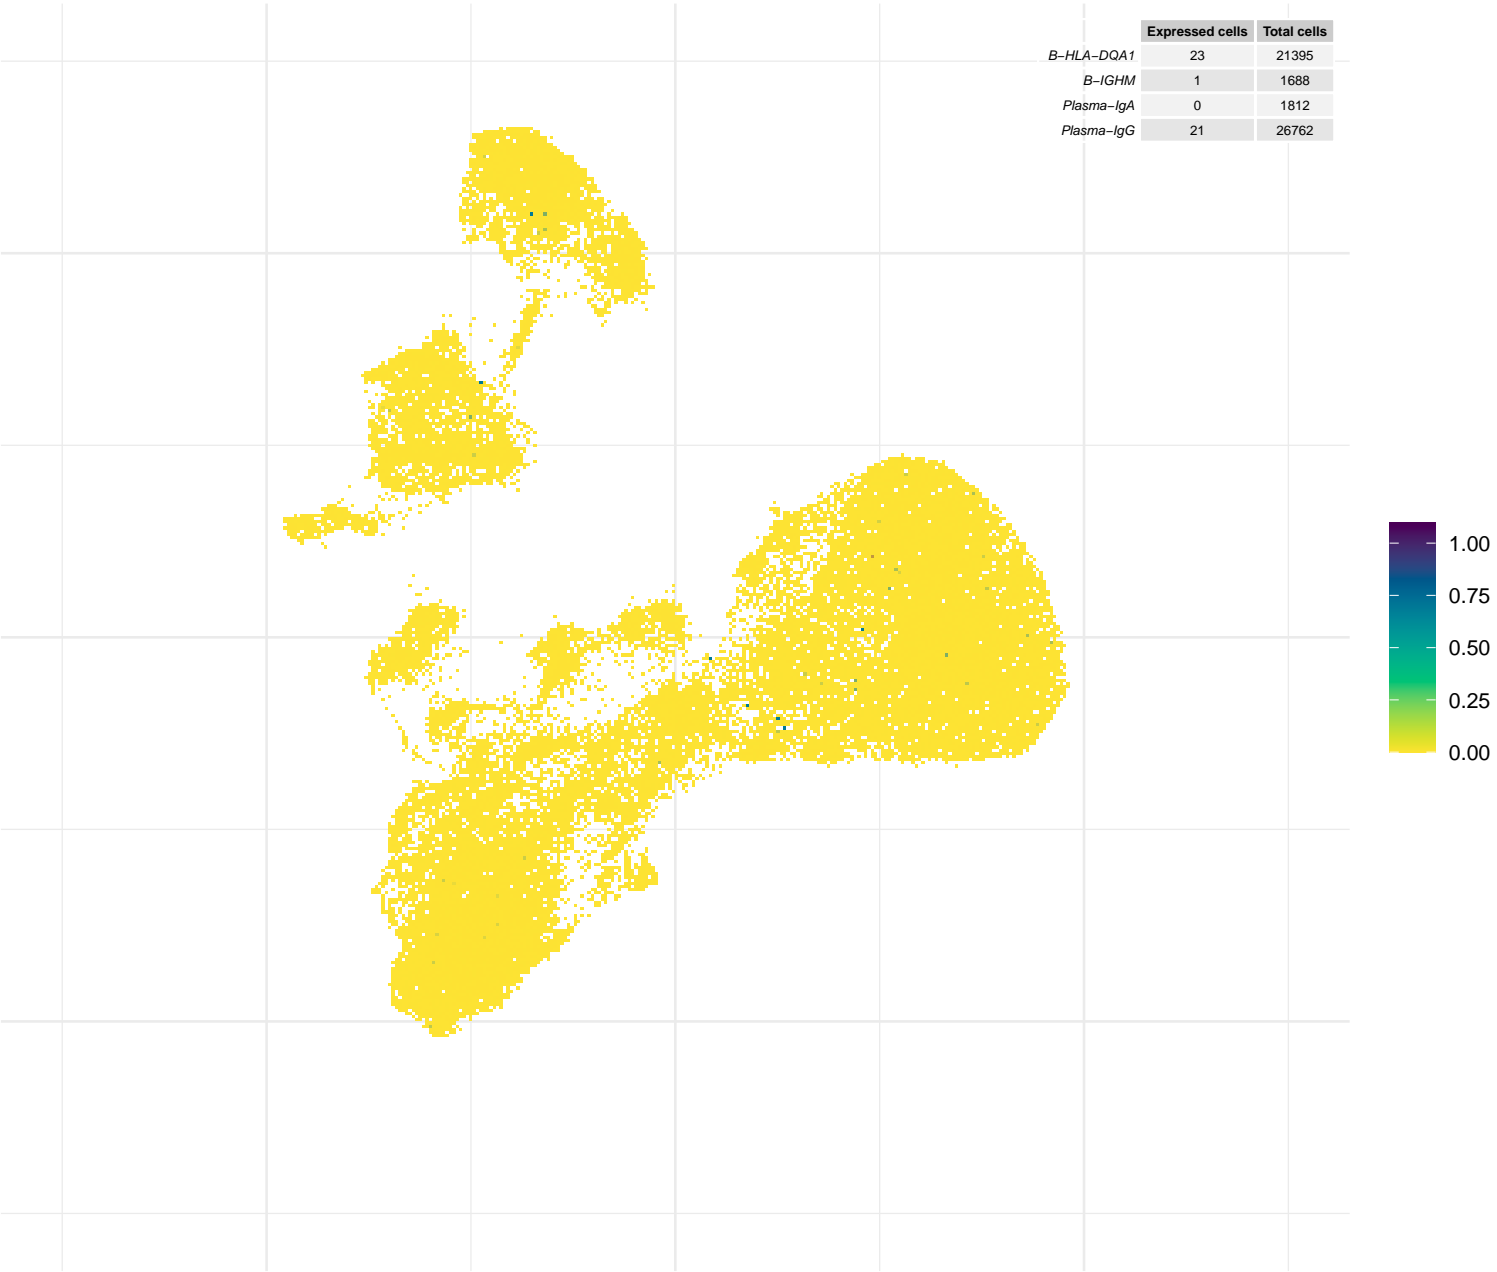 Expressed cells Total cells
B−HLA−DQA1 23 21395
B−IGHM 1 1688
Plasma−IgA 0 1812
Plasma−IgG 21 26762
1.00
0.75
0.50
0.25
0.00